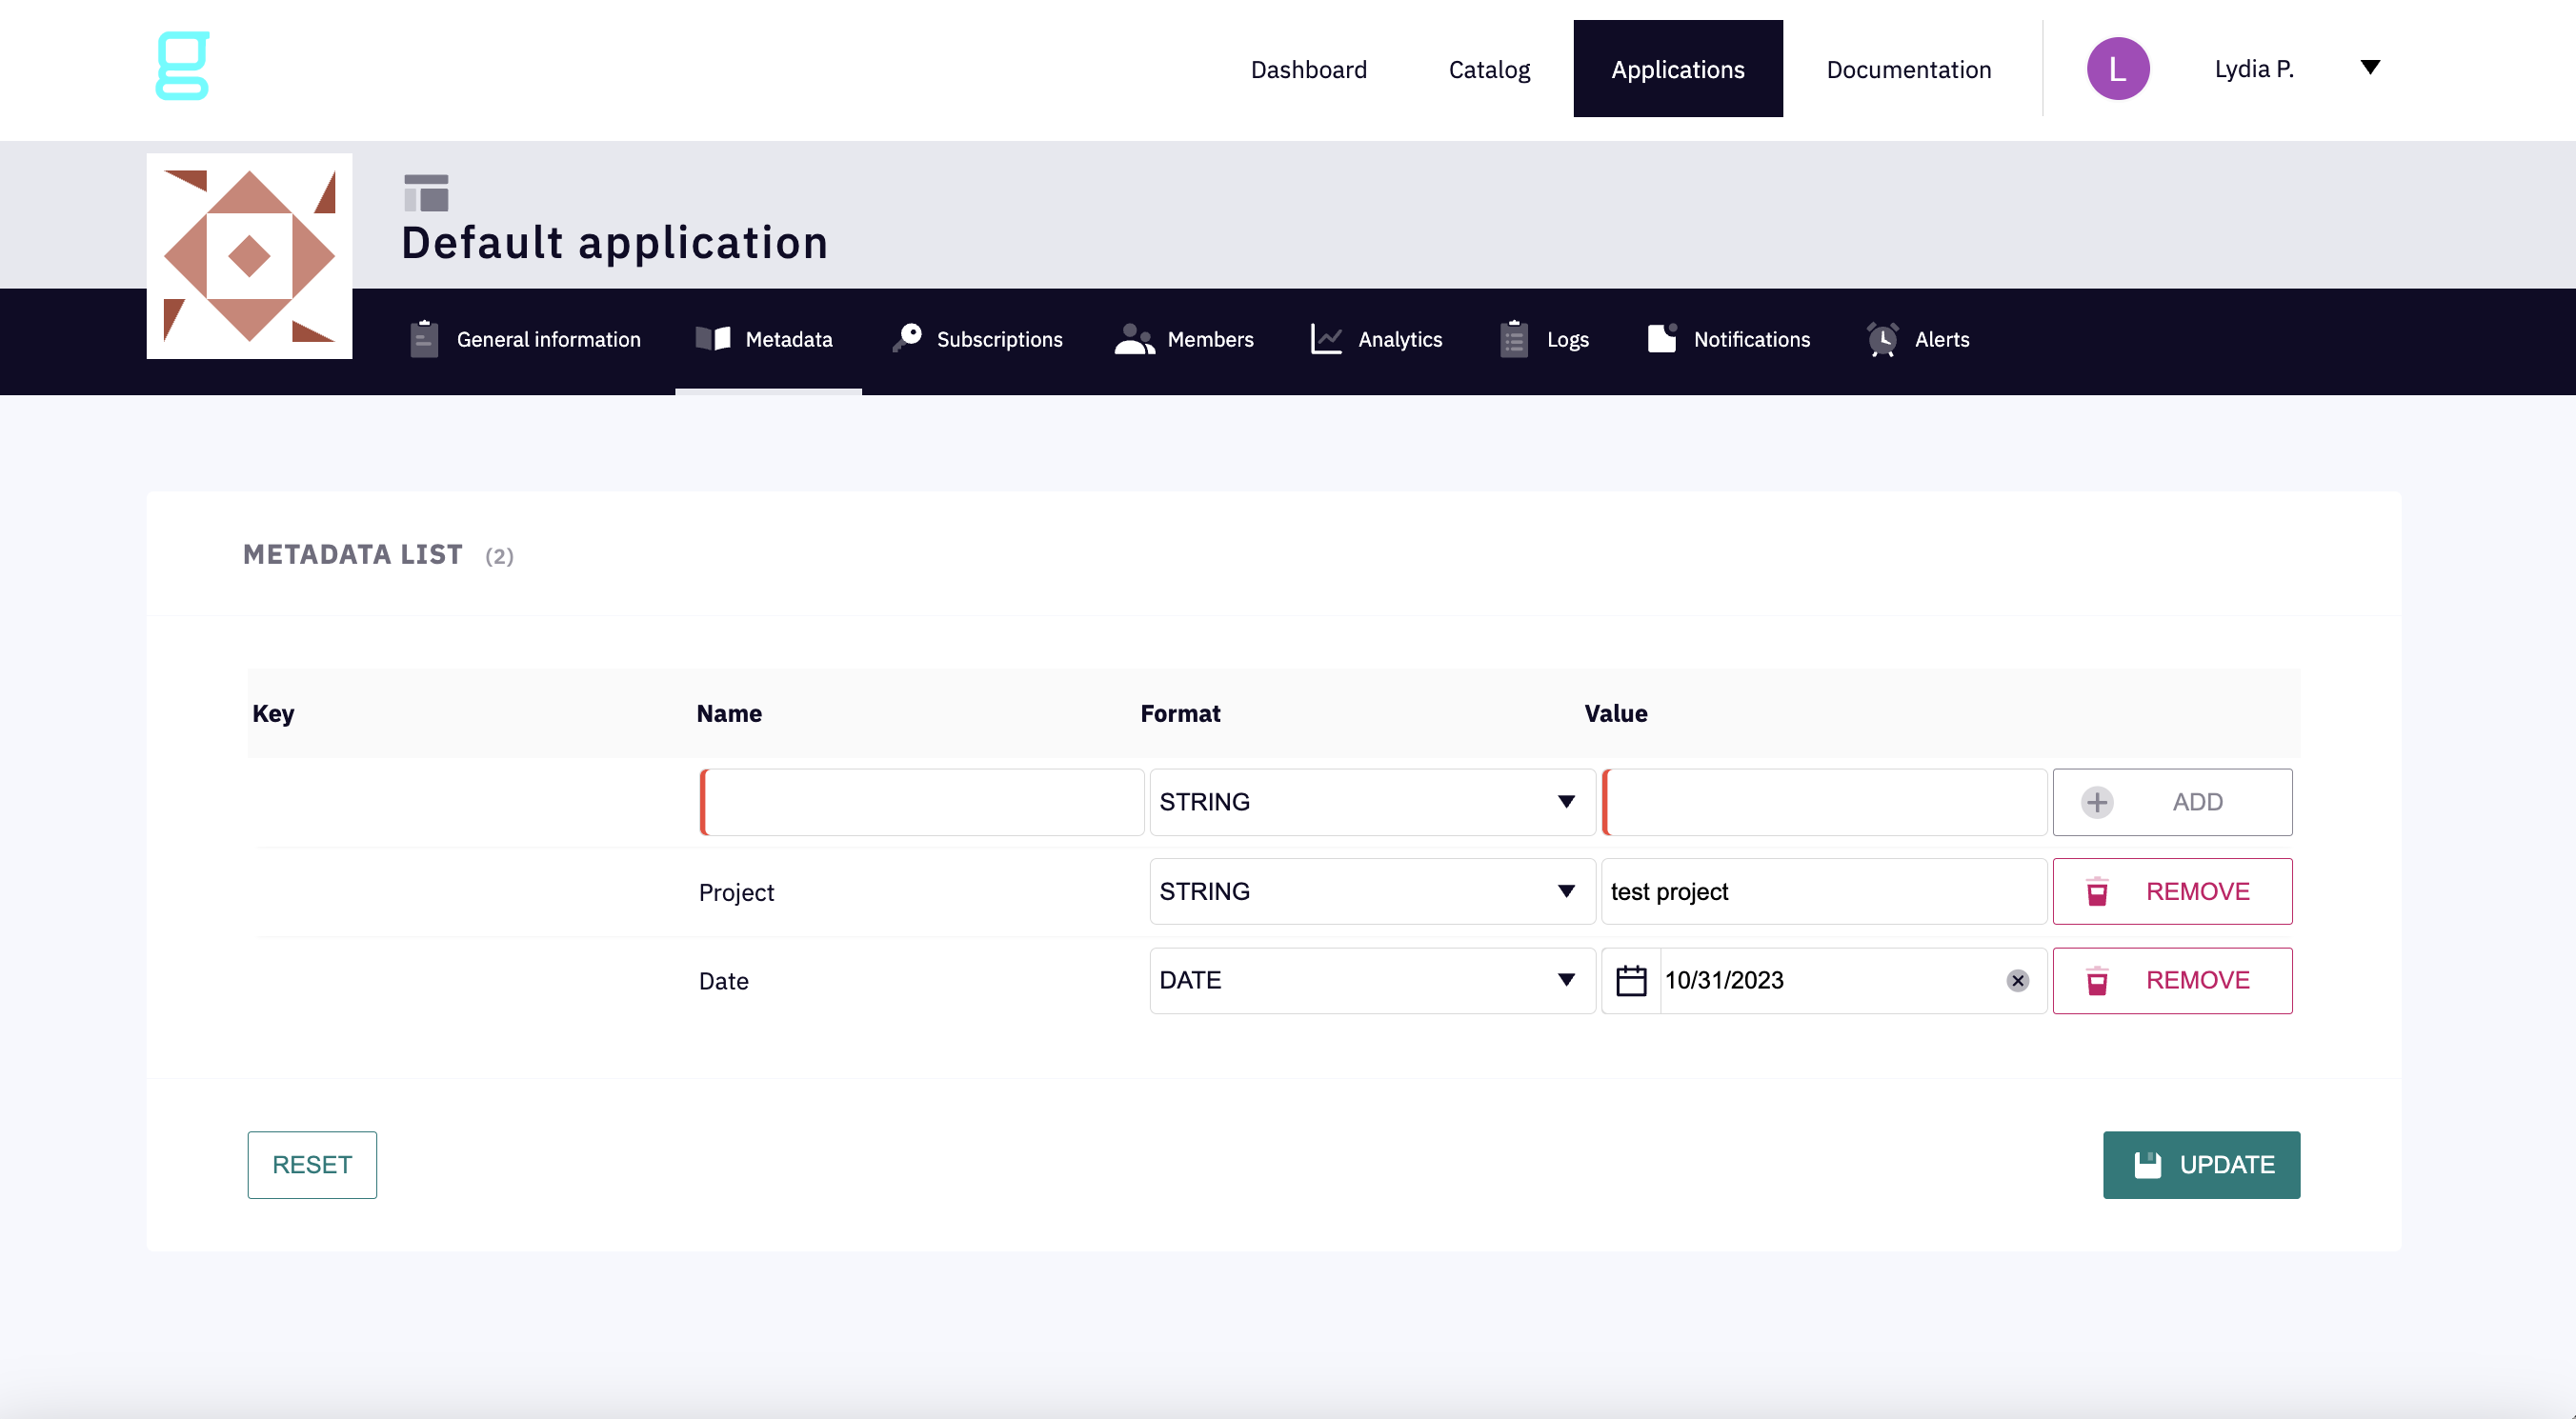 g
Dashboard Catalog Applications Documentation L Lydia P.
Default application
General information Metadata Subscriptions Members Analytics Logs Notifications Alerts
METADATA LIST (2)
Key Name Format Value
STRING ADD
Project STRING test project REMOVE
Date DATE 10/31/2023 REMOVE
RESET UPDATE